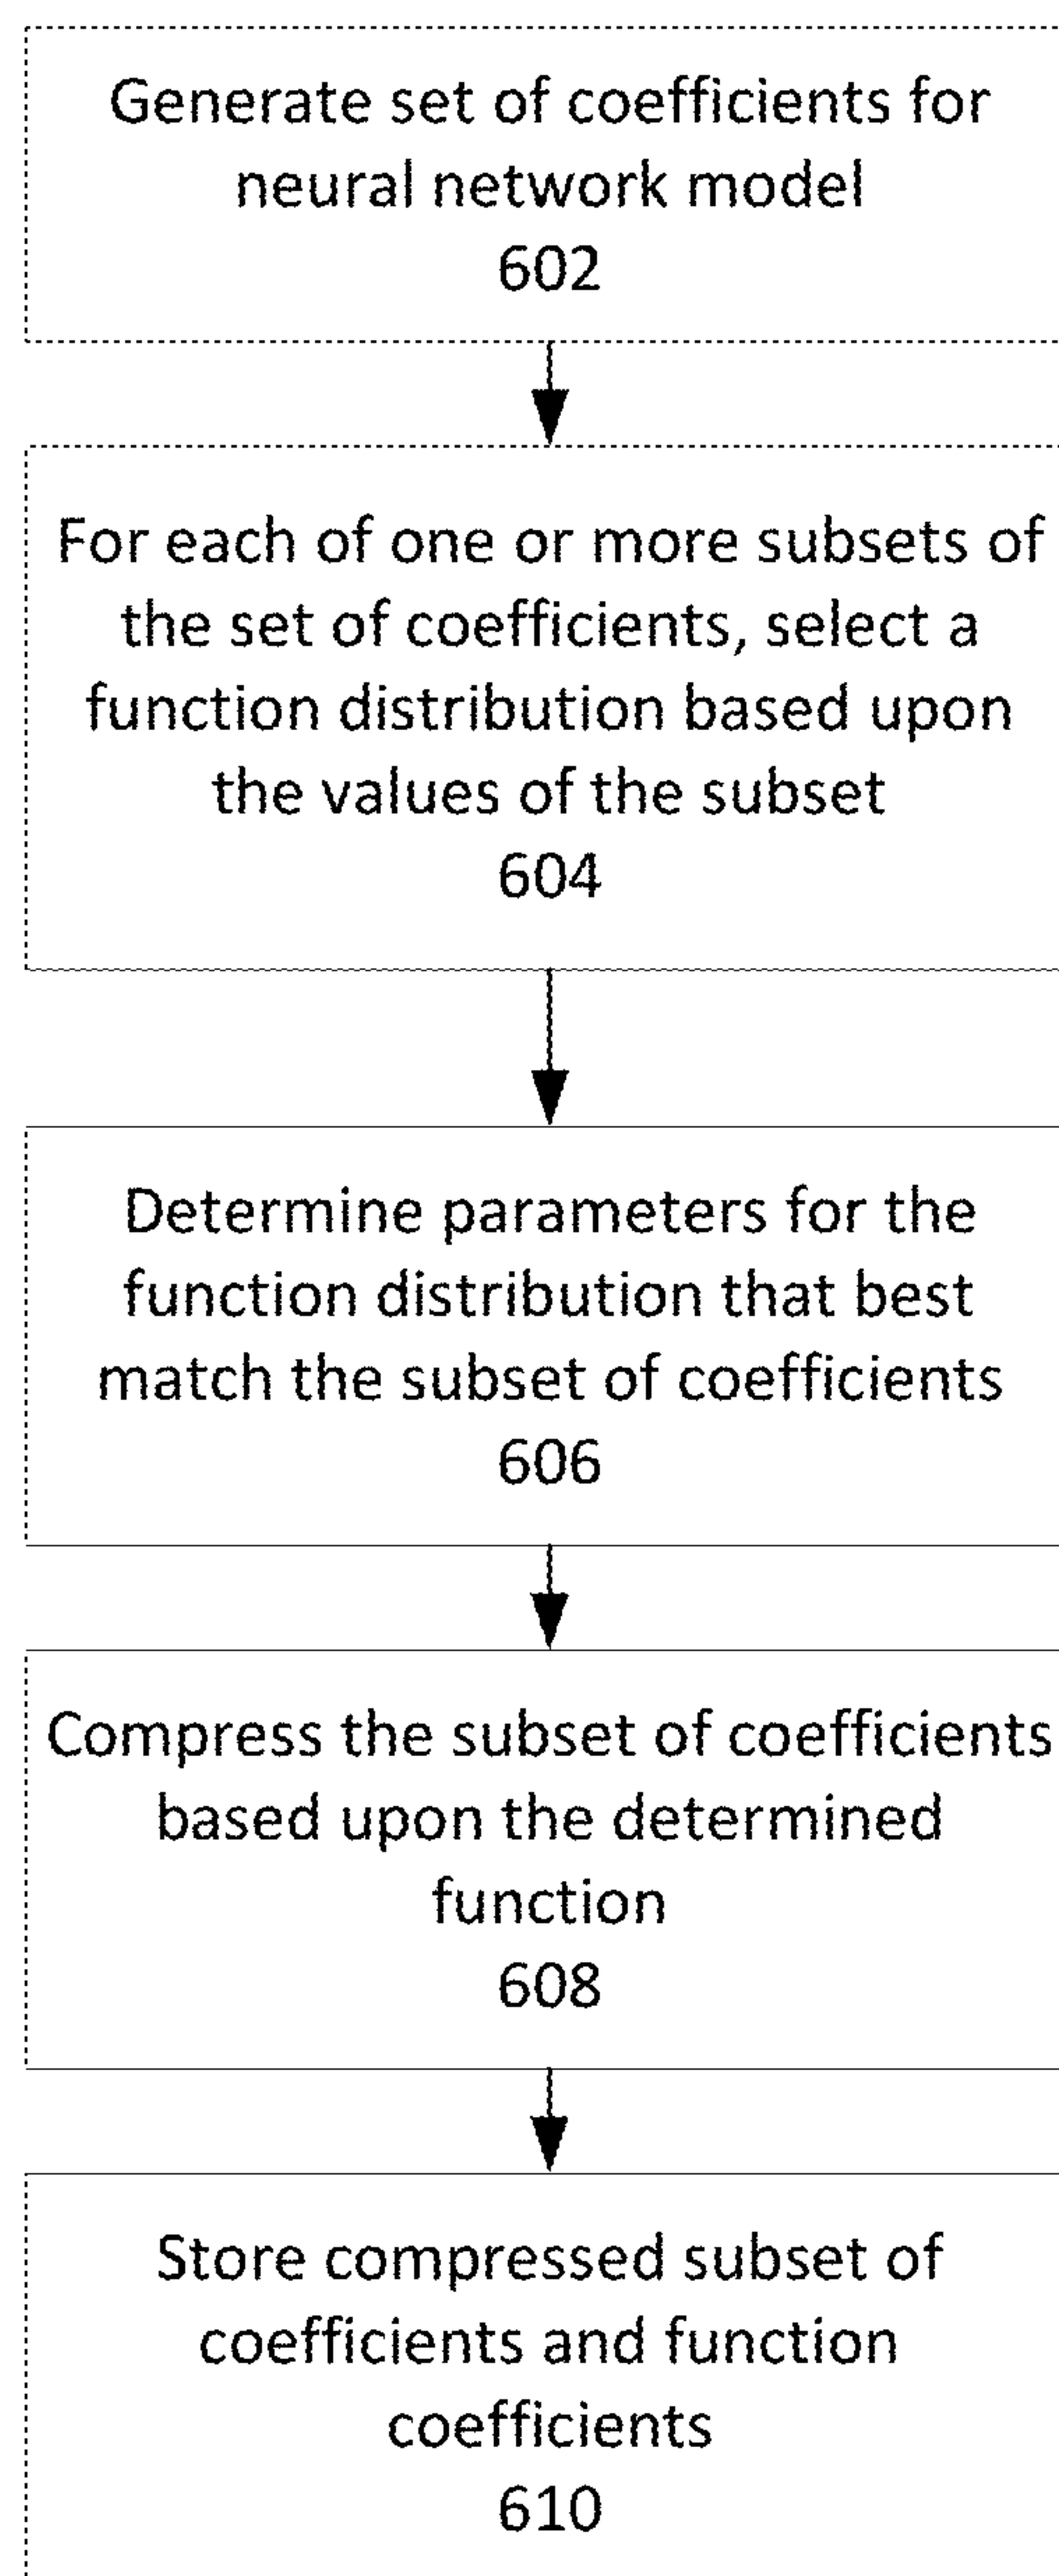 Generate set of coefficients for
neural network model
602
For each of one or more subsets of
the set of coefficients, select a
function distribution based upon
the values of the subset
604
Determine parameters for the
function distribution that best
match the subset of coefficients
606
Compress the subset of coefficients
based upon the determined
function
608
Store compressed subset of
coefficients and function
coefficients
610